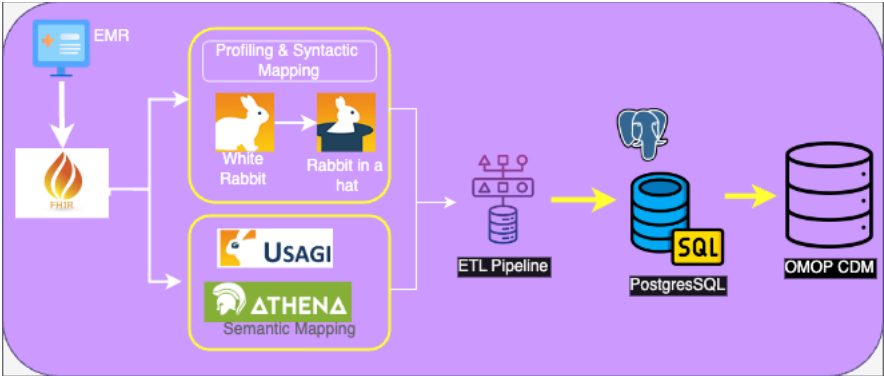 EMR
FHIR
Profiling & Syntactic
Mapping
White
Rabbit
Rabbit in a
hat
USAGI
ATHENA
Semantic Mapping
ETL Pipeline
SQL
PostgresSQL
OMOP CDM